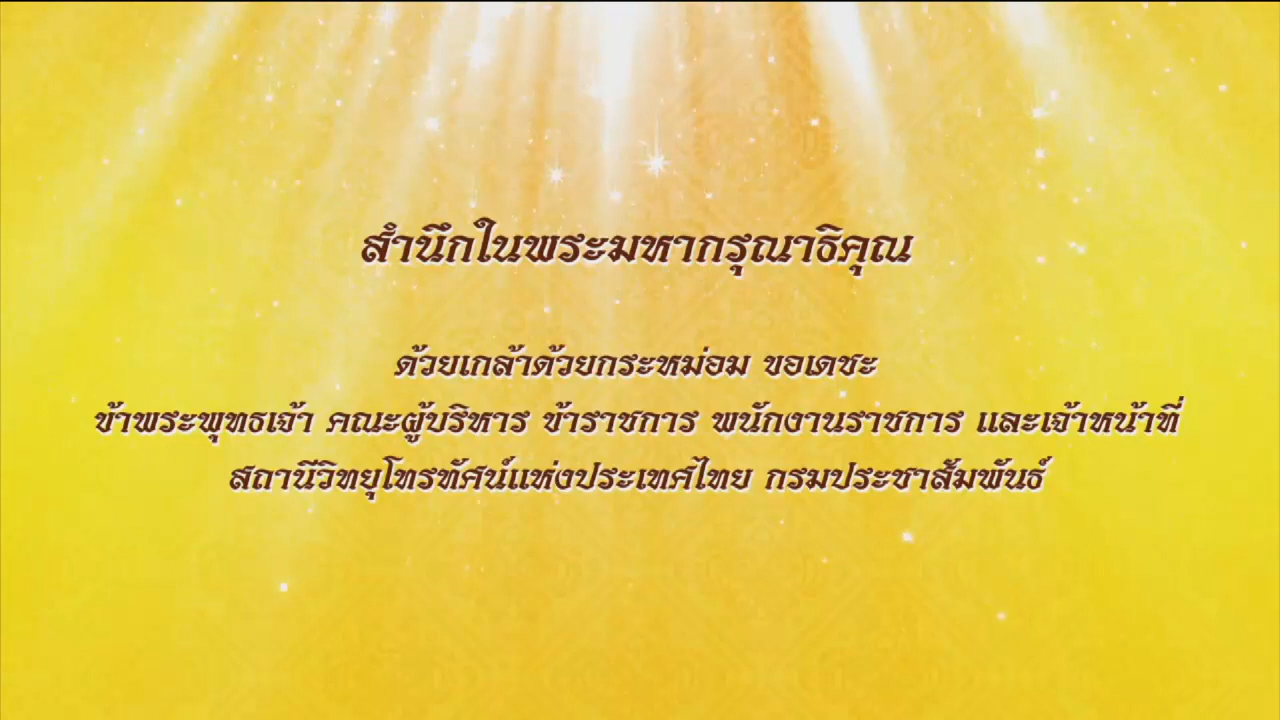 สำนึกในพระมหากรุณาธิคุณ
ด้วยเกล้าด้วยกระหม่อม ขอเดชะ
ข้าพระพุทธเจ้า คณะผู้บริหาร ข้าราชการ พนักงานราชการ และเจ้าหน้าที่
สถานีวิทยุโทรทัศน์แห่งประเทศไทย กรมประชาสัมพันธ์